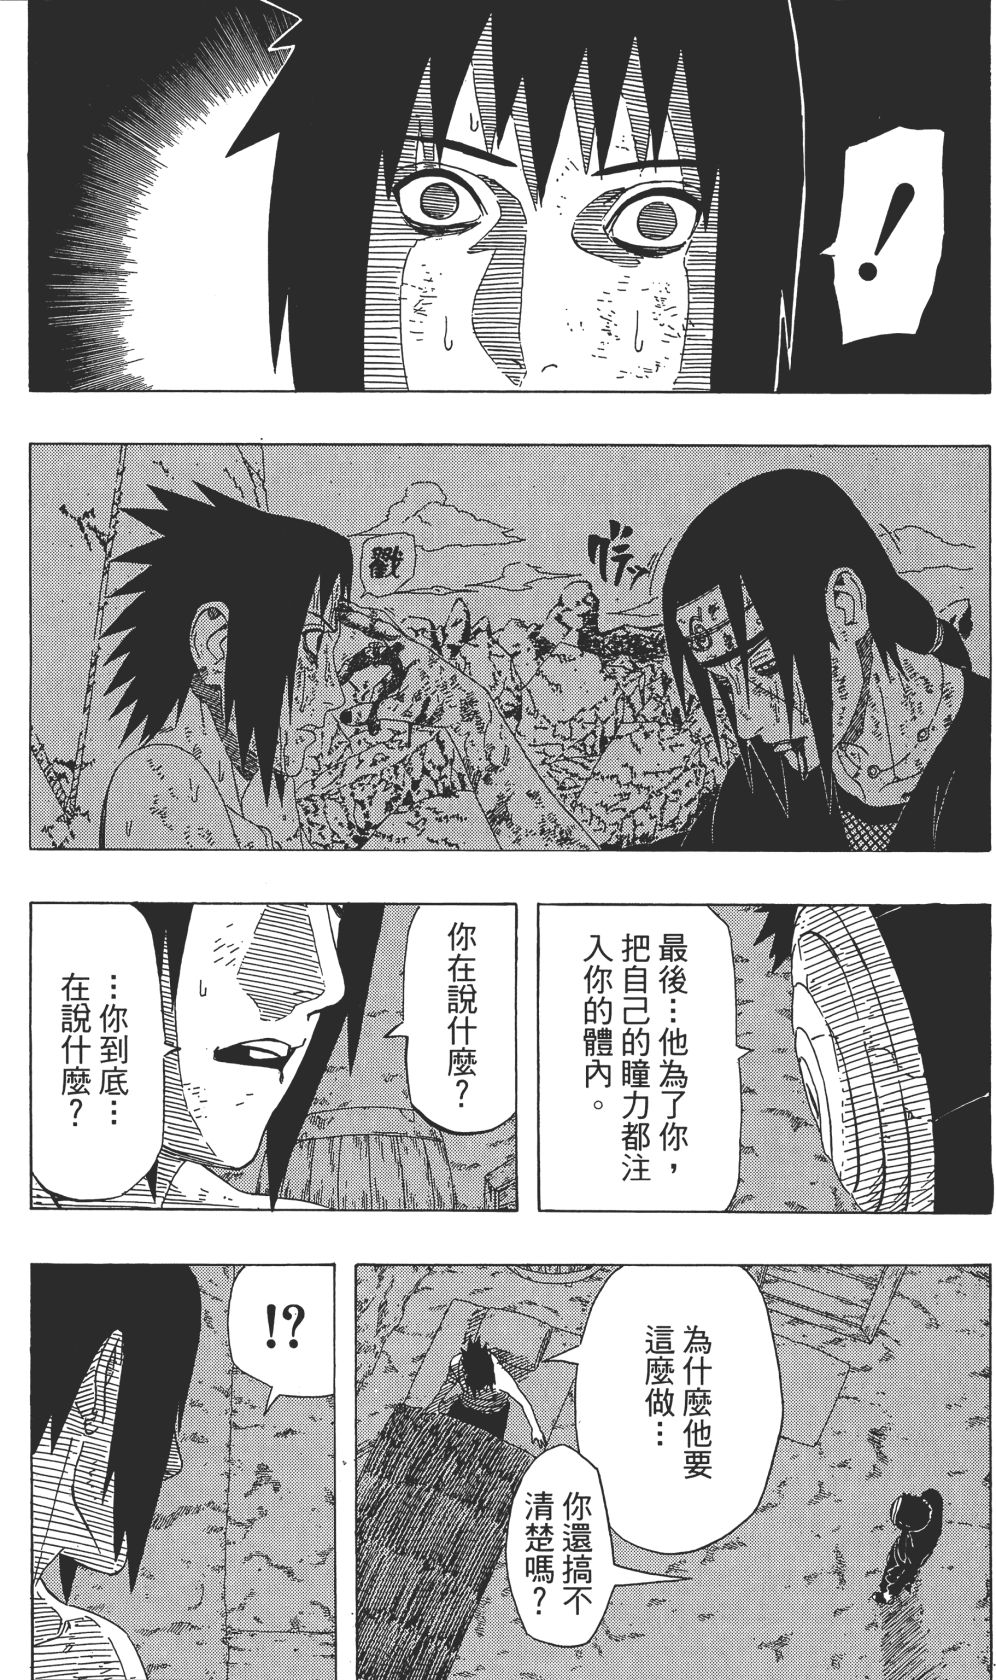 !
グラッ
戳
最後…他為了你，
把自己的瞳力都注
入你的體內。
你在說什麼？
…你到底…
在說什麼？
為什麼他要
這麼做…
你還搞不
清楚嗎？
!?